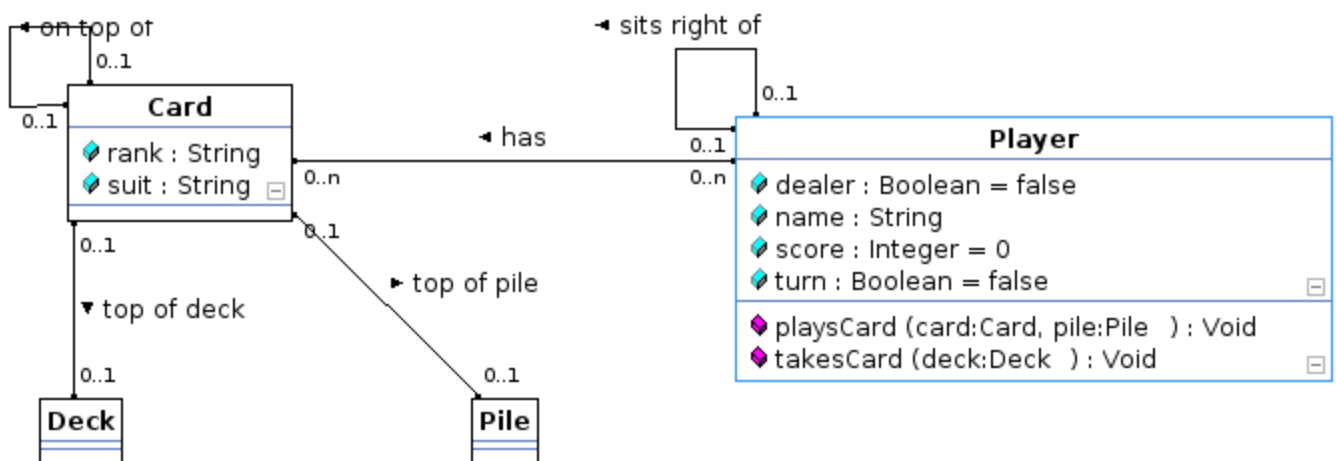 on top of
sits right of
0..1
0..1
Card
0..1
rank : String
suit : String
has
0..n
0..1
0..n
Player
dealer : Boolean = false
name : String
score : Integer = 0
turn : Boolean = false
playsCard (card:Card, pile:Pile ) : Void
takesCard (deck:Deck ) : Void
0..1
0..1
top of pile
top of deck
0..1
0..1
Deck
Pile